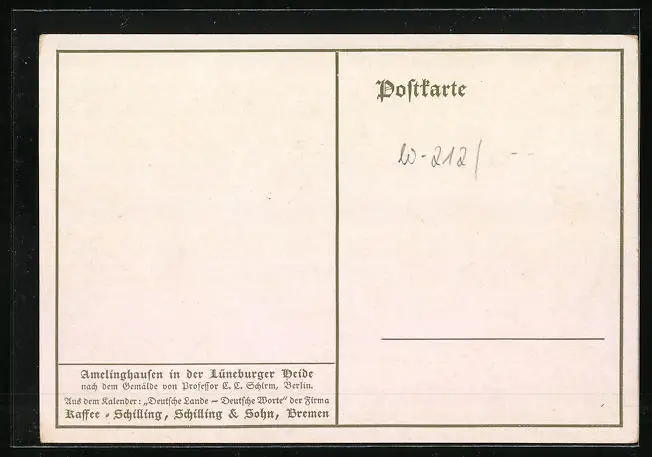 Postkarte
w-212/ --
Amelinghausen in der Lüneburger Heide
nach dem Gemälde von Professor C. C. Schirm, Berlin.
Aus dem Kalender: „Deutsche Lande – Deutsche Worte" der Firma
Kaffee-Schilling, Schilling & Sohn, Bremen